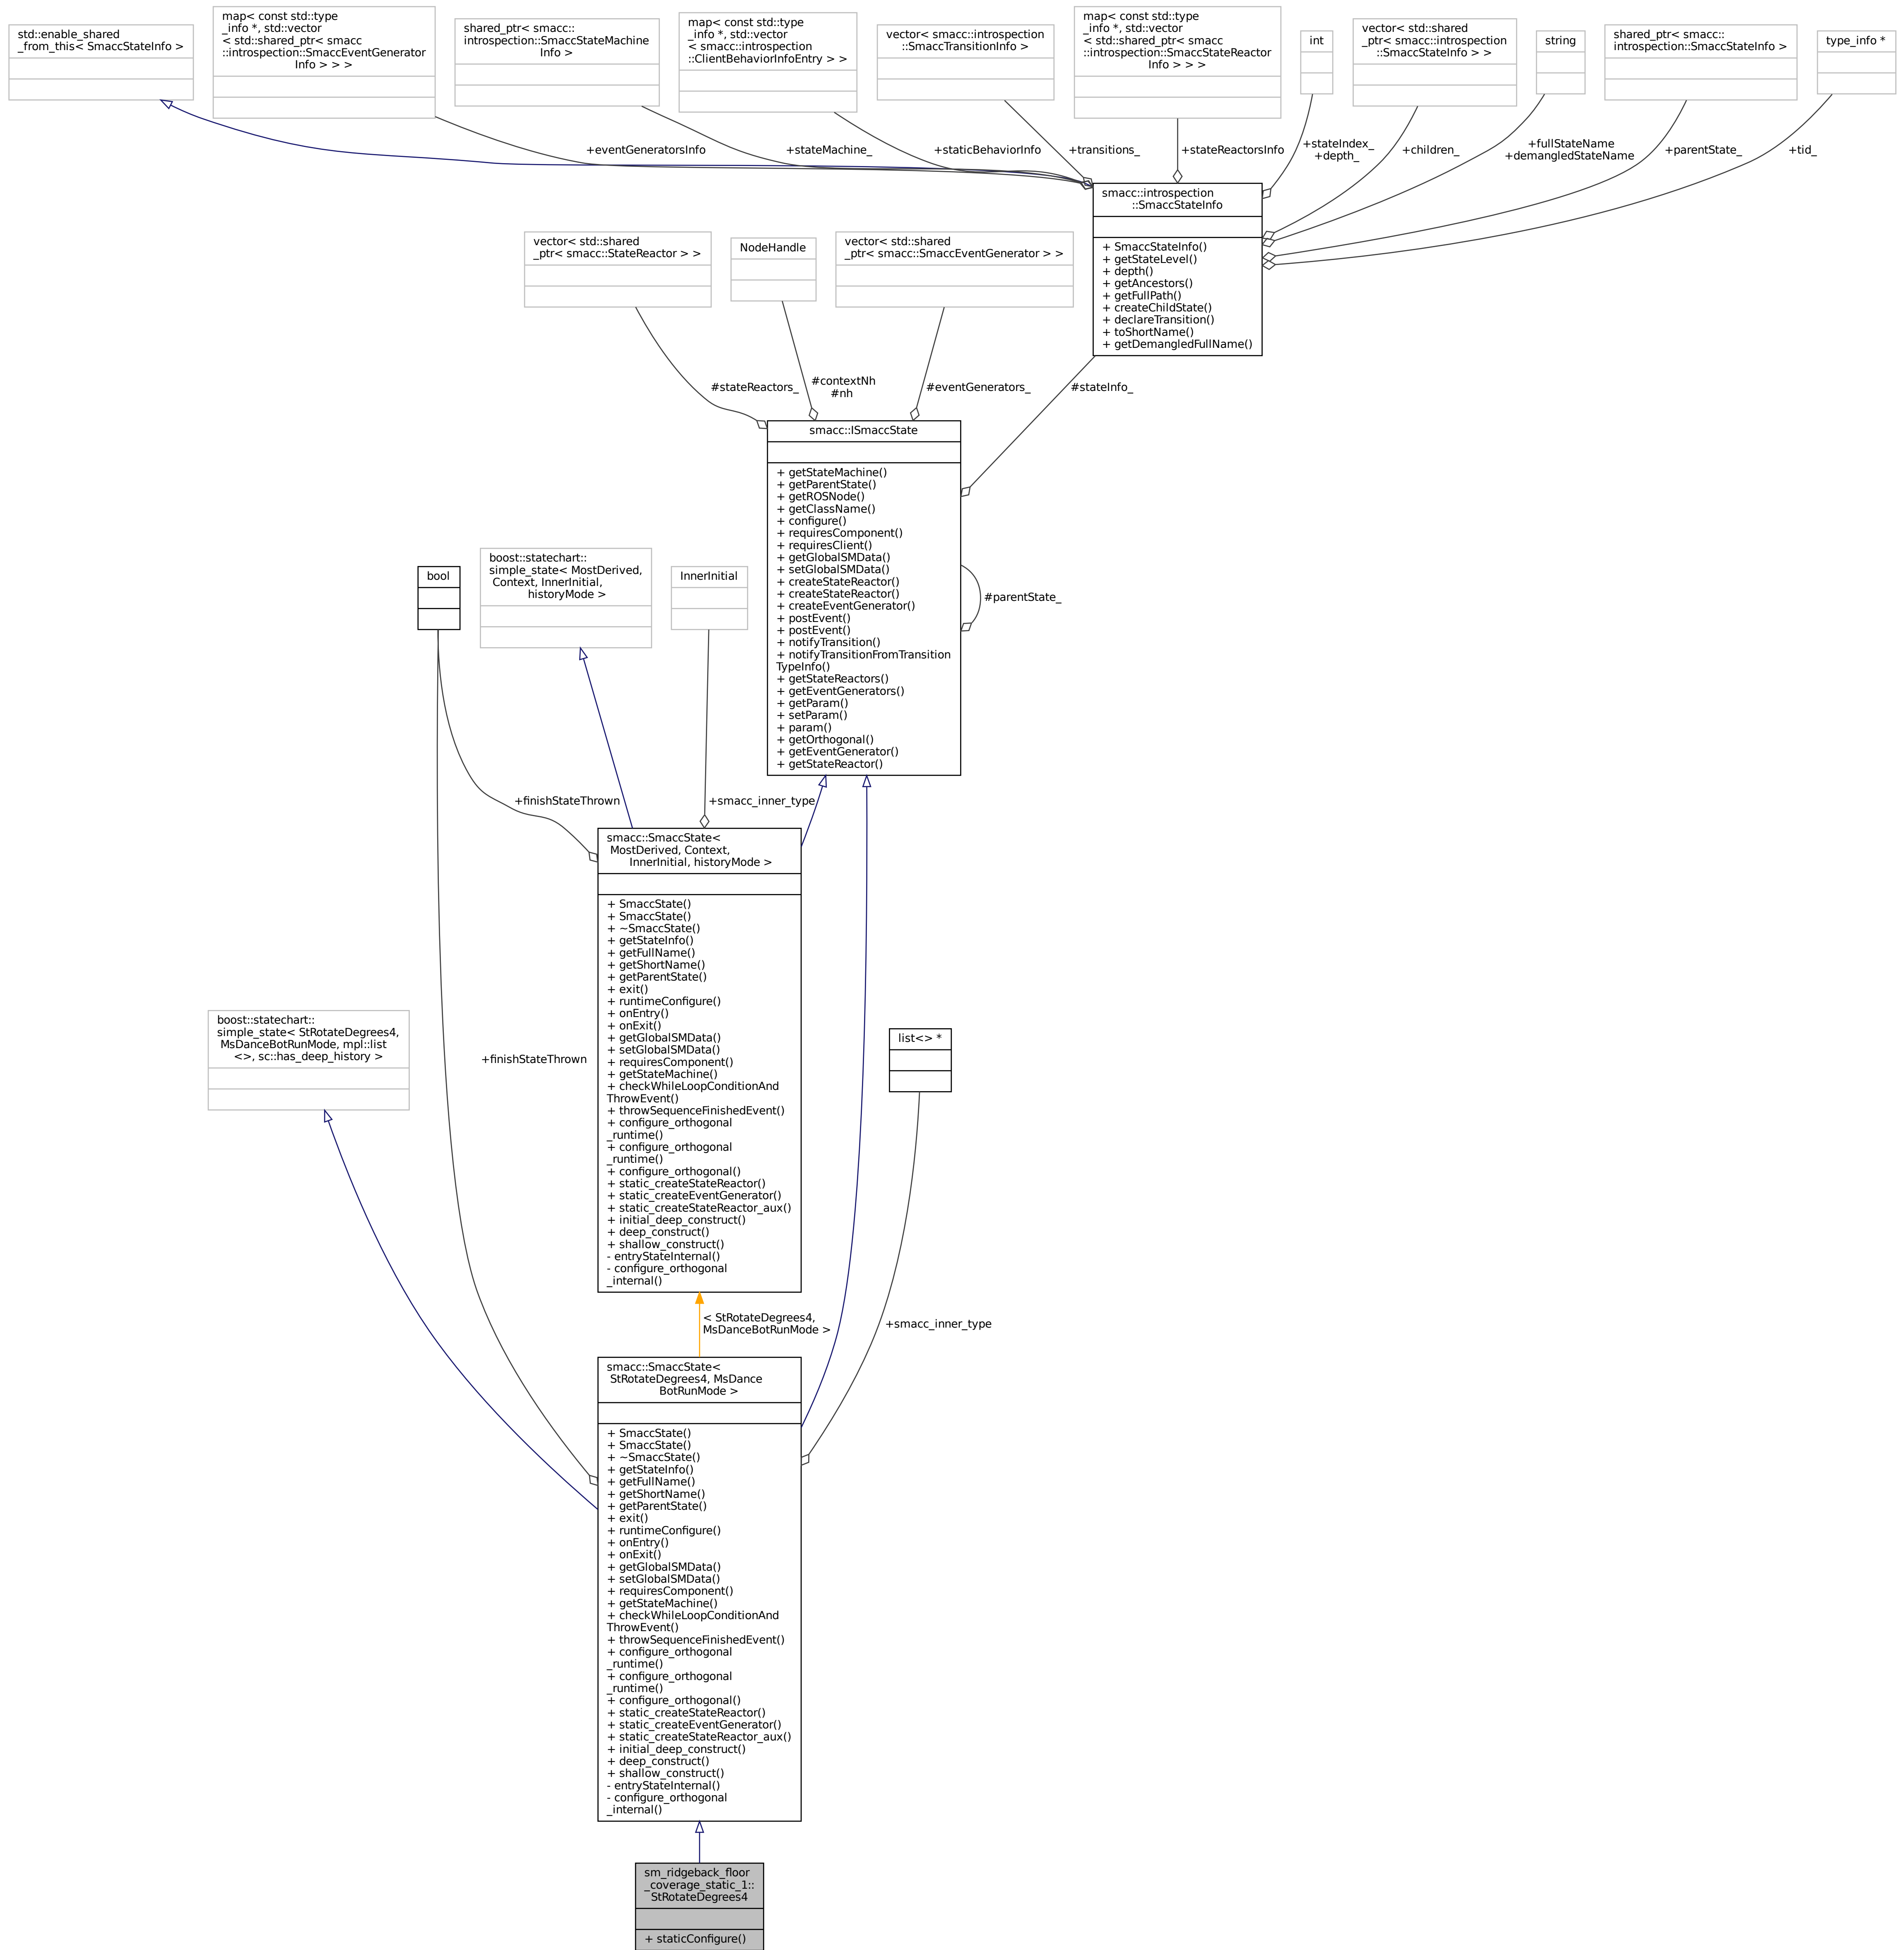 std::enable_shared
_from_this< SmaccStateInfo >
map< const std::type
_info *, std::vector
< std::shared_ptr< smacc
::introspection::SmaccEventGenerator
Info > > >
shared_ptr< smacc::
introspection::SmaccStateMachine
Info >
map< const std::type
_info *, std::vector
< smacc::introspection
::ClientBehaviorInfoEntry > >
vector< smacc::introspection
::SmaccTransitionInfo >
map< const std::type
_info *, std::vector
< std::shared_ptr< smacc
::introspection::SmaccStateReactor
Info > > >
int
vector< std::shared
_ptr< smacc::introspection
::SmaccStateInfo > >
string
shared_ptr< smacc::
introspection::SmaccStateInfo >
type_info *
+eventGeneratorsInfo
+stateMachine_
+staticBehaviorInfo
+transitions_
+stateReactorsInfo
+stateIndex_
+depth_
+children_
+fullStateName
+demangledStateName
+parentState_
+tid_
smacc::introspection
::SmaccStateInfo
+ SmaccStateInfo()
+ getStateLevel()
+ depth()
+ getAncestors()
+ getFullPath()
+ createChildState()
+ declareTransition()
+ toShortName()
+ getDemangledFullName()
vector< std::shared
_ptr< smacc::StateReactor > >
NodeHandle
vector< std::shared
_ptr< smacc::SmaccEventGenerator > >
#stateReactors_
#contextNh
#nh
#eventGenerators_
#stateInfo_
smacc::ISmaccState
+ getStateMachine()
+ getParentState()
+ getROSNode()
+ getClassName()
+ configure()
+ requiresComponent()
+ requiresClient()
+ getGlobalSMData()
+ setGlobalSMData()
+ createStateReactor()
+ createStateReactor()
+ createEventGenerator()
+ postEvent()
+ postEvent()
+ notifyTransition()
+ notifyTransitionFromTransition
TypeInfo()
+ getStateReactors()
+ getEventGenerators()
+ getParam()
+ setParam()
+ param()
+ getOrthogonal()
+ getEventGenerator()
+ getStateReactor()
#parentState_
bool
boost::statechart::
simple_state< MostDerived,
Context, InnerInitial,
historyMode >
InnerInitial
+finishStateThrown
+smacc_inner_type
smacc::SmaccState<
MostDerived, Context,
InnerInitial, historyMode >
+ SmaccState()
+ SmaccState()
+ ~SmaccState()
+ getStateInfo()
+ getFullName()
+ getShortName()
+ getParentState()
+ exit()
+ runtimeConfigure()
+ onEntry()
+ onExit()
+ getGlobalSMData()
+ setGlobalSMData()
+ requiresComponent()
+ getStateMachine()
+ checkWhileLoopConditionAnd
ThrowEvent()
+ throwSequenceFinishedEvent()
+ configure_orthogonal
_runtime()
+ configure_orthogonal
_runtime()
+ configure_orthogonal()
+ static_createStateReactor()
+ static_createEventGenerator()
+ static_createStateReactor_aux()
+ initial_deep_construct()
+ deep_construct()
+ shallow_construct()
- entryStateInternal()
- configure_orthogonal
_internal()
boost::statechart::
simple_state< StRotateDegrees4,
MsDanceBotRunMode, mpl::list
<>, sc::has_deep_history >
+finishStateThrown
list<> *
< StRotateDegrees4,
MsDanceBotRunMode >
+smacc_inner_type
smacc::SmaccState<
StRotateDegrees4, MsDance
BotRunMode >
+ SmaccState()
+ SmaccState()
+ ~SmaccState()
+ getStateInfo()
+ getFullName()
+ getShortName()
+ getParentState()
+ exit()
+ runtimeConfigure()
+ onEntry()
+ onExit()
+ getGlobalSMData()
+ setGlobalSMData()
+ requiresComponent()
+ getStateMachine()
+ checkWhileLoopConditionAnd
ThrowEvent()
+ throwSequenceFinishedEvent()
+ configure_orthogonal
_runtime()
+ configure_orthogonal
_runtime()
+ configure_orthogonal()
+ static_createStateReactor()
+ static_createEventGenerator()
+ static_createStateReactor_aux()
+ initial_deep_construct()
+ deep_construct()
+ shallow_construct()
- entryStateInternal()
- configure_orthogonal
_internal()
sm_ridgeback_floor
_coverage_static_1::
StRotateDegrees4
+ staticConfigure()